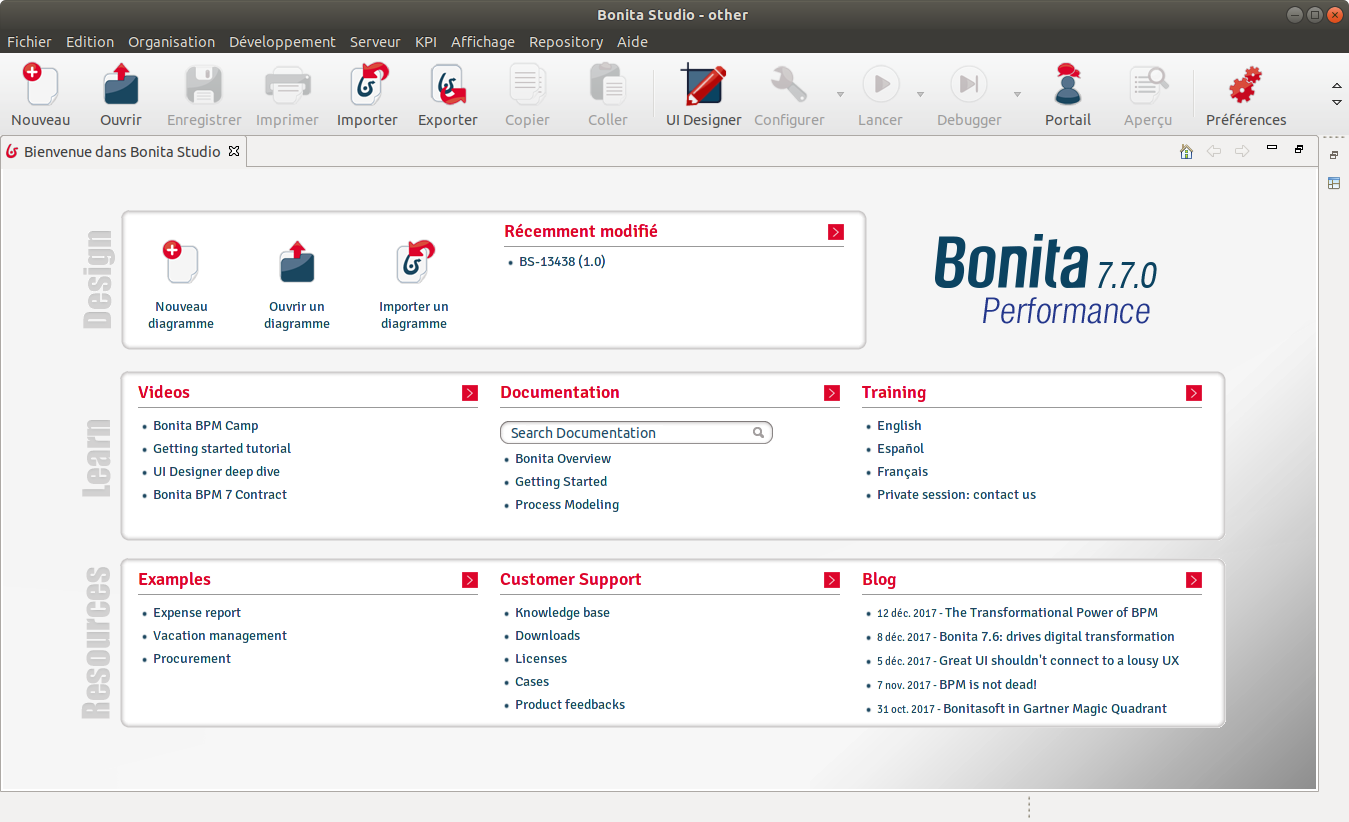 Bonita Studio - other
Fichier Edition Organisation Développement Serveur KPI Affichage Repository Aide
Nouveau Ouvrir Enregistrer Imprimer Importer Exporter Copier Coller UI Designer Configurer Lancer Debugger Portail Aperçu Préférences
Bienvenue dans Bonita Studio
Design
Nouveau diagramme
Ouvrir un diagramme
Importer un diagramme
Récemment modifié
BS-13438 (1.0)
Bonita 7.7.0
Performance
Learn
Videos
Bonita BPM Camp
Getting started tutorial
UI Designer deep dive
Bonita BPM 7 Contract
Documentation
Search Documentation
Bonita Overview
Getting Started
Process Modeling
Training
English
Español
Français
Private session: contact us
Resources
Examples
Expense report
Vacation management
Procurement
Customer Support
Knowledge base
Downloads
Licenses
Cases
Product feedbacks
Blog
12 déc. 2017 - The Transformational Power of BPM
8 déc. 2017 - Bonita 7.6: drives digital transformation
5 déc. 2017 - Great UI shouldn't connect to a lousy UX
7 nov. 2017 - BPM is not dead!
31 oct. 2017 - Bonitasoft in Gartner Magic Quadrant